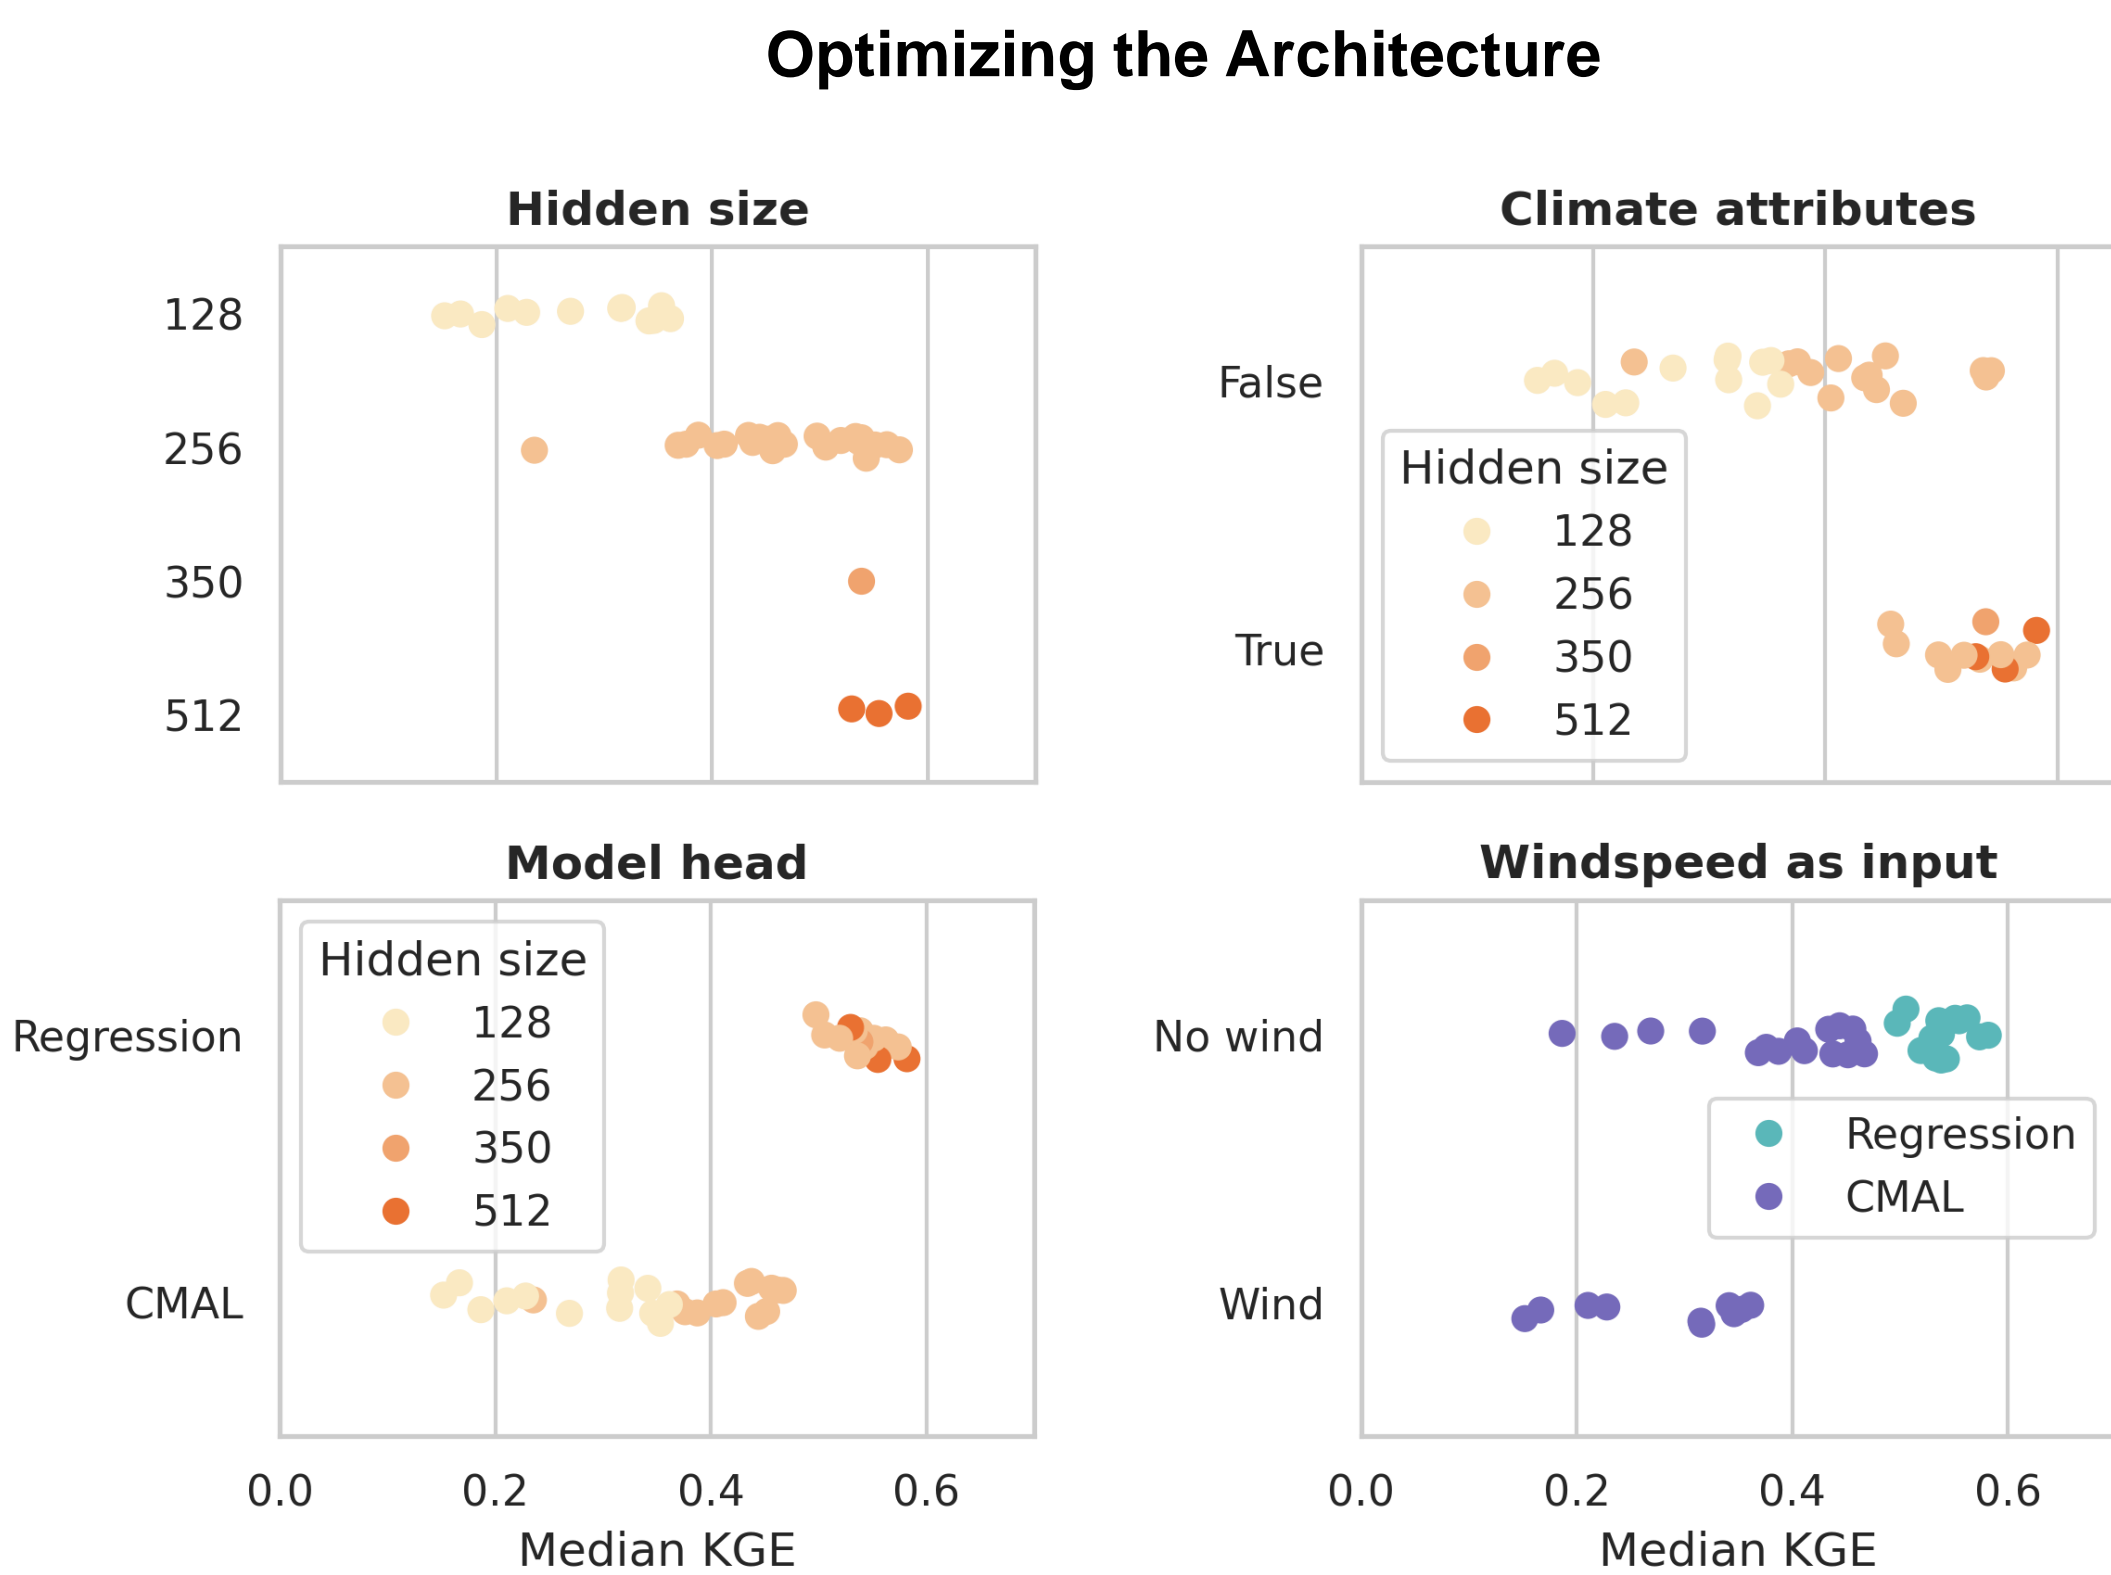 Optimizing the Architecture
Hidden size
128
256
350
512
Climate attributes
False
True
Hidden size
128
256
350
512
Model head
Regression
CMAL
Hidden size
128
256
350
512
0.0 0.2 0.4 0.6
Median KGE
Windspeed as input
No wind
Wind
Regression
CMAL
0.0 0.2 0.4 0.6
Median KGE